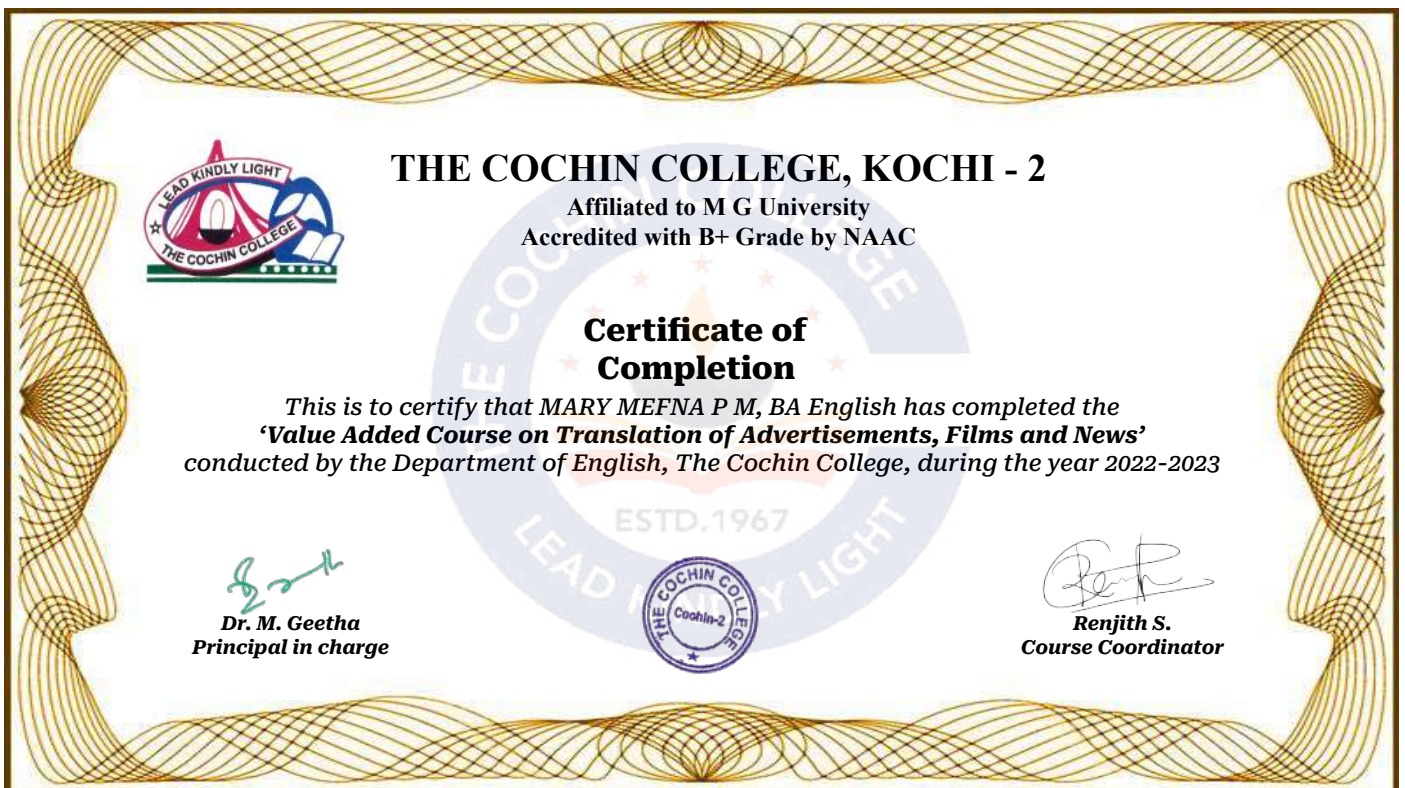 LEAD KINDLY LIGHT
THE COCHIN COLLEGE
THE COCHIN COLLEGE, KOCHI - 2
Affiliated to M G University
Accredited with B+ Grade by NAAC
THE COCHIN COLLEGE
Certificate of
Completion
This is to certify that MARY MEFNA P M, BA English has completed the
‘Value Added Course on Translation of Advertisements, Films and News’
conducted by the Department of English, The Cochin College, during the year 2022-2023
ESTD.1967
LEAD KINDLY LIGHT
Dr. M. Geetha
Principal in charge
THE COCHIN COLLEGE
Cochin-2
Renjith S.
Course Coordinator